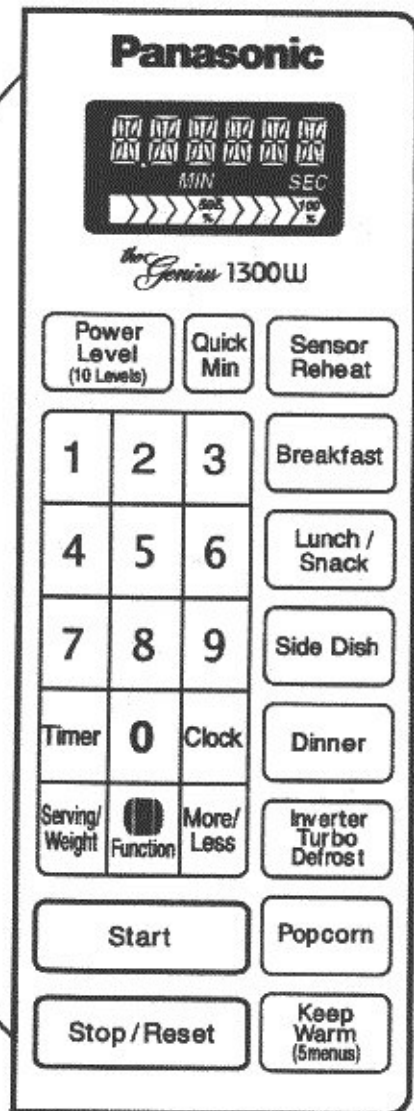 Panasonic
MIN SEC
50% 100%
the Genius 1300W
Power
Level
(10 Levels)
Quick
Min
Sensor
Reheat
1 2 3
Breakfast
4 5 6
Lunch /
Snack
7 8 9
Side Dish
Timer 0 Clock
Dinner
Serving/
Weight
Function
More/
Less
Inverter
Turbo
Defrost
Start
Popcorn
Stop/Reset
Keep
Warm
(5menus)